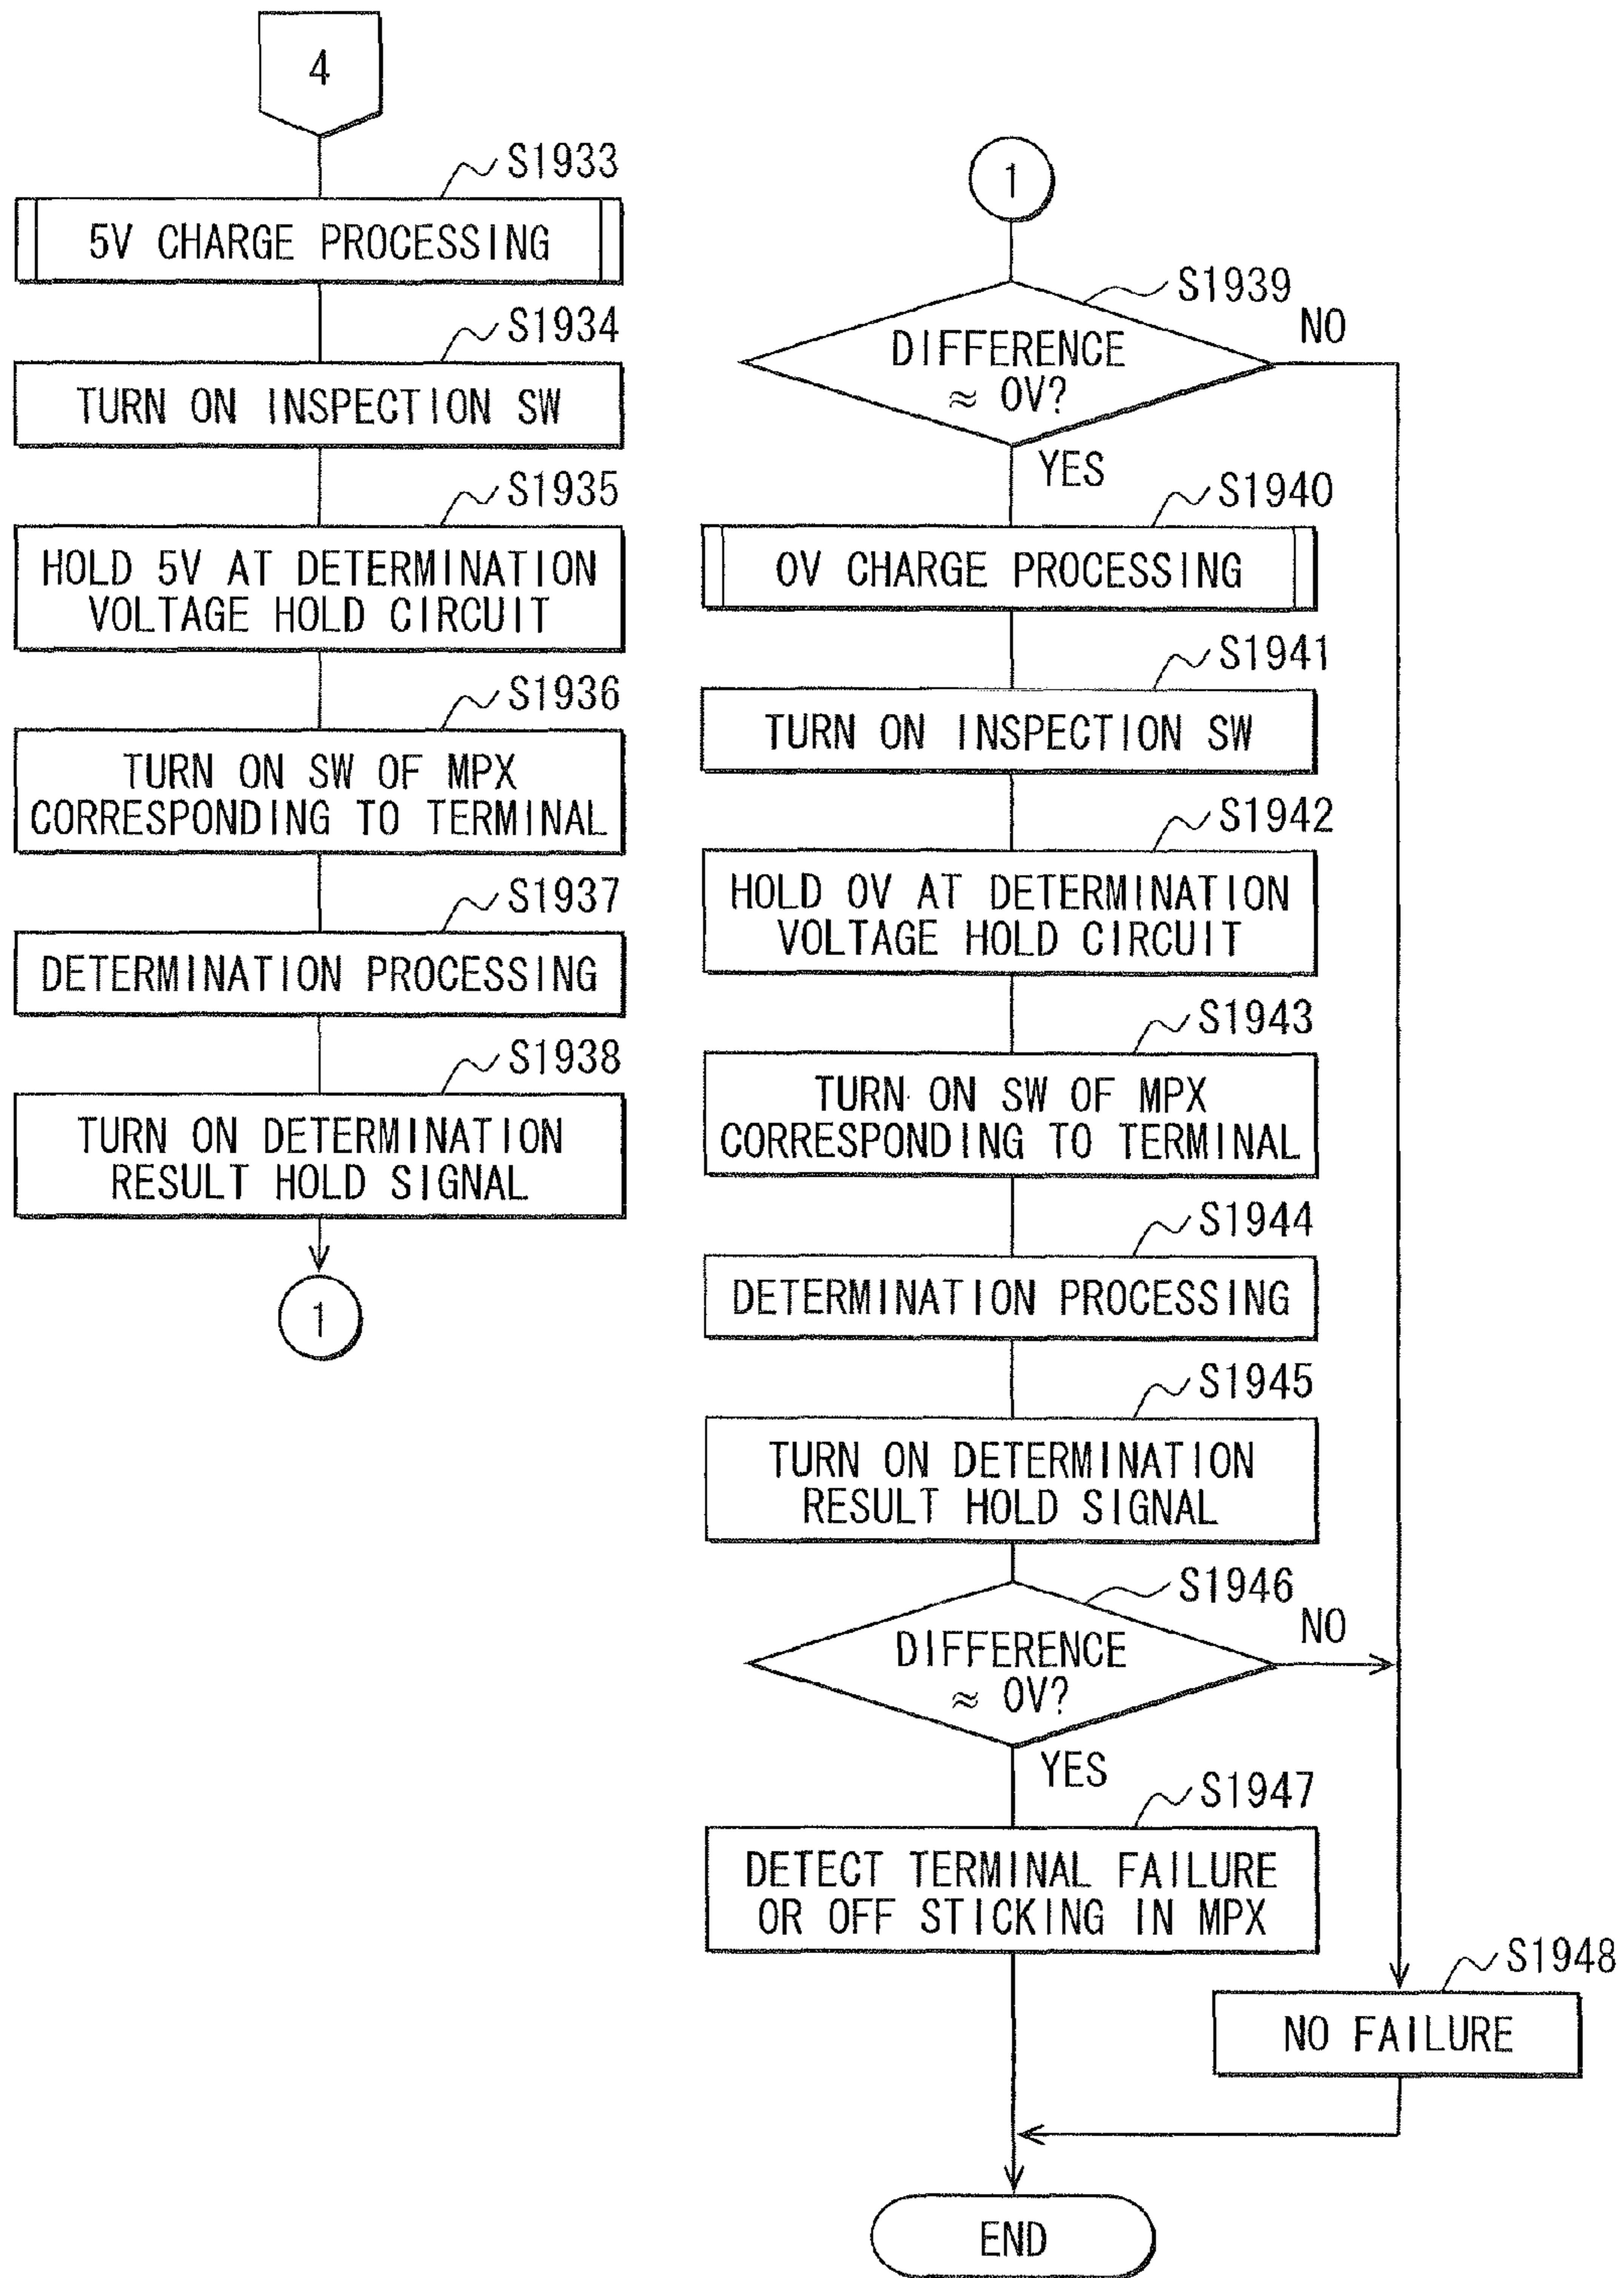 4
S1933
5V CHARGE PROCESSING
S1934
TURN ON INSPECTION SW
S1935
HOLD 5V AT DETERMINATION
VOLTAGE HOLD CIRCUIT
S1936
TURN ON SW OF MPX
CORRESPONDING TO TERMINAL
S1937
DETERMINATION PROCESSING
S1938
TURN ON DETERMINATION
RESULT HOLD SIGNAL
1
1
S1939
DIFFERENCE
≈ 0V?
NO
YES
S1940
0V CHARGE PROCESSING
S1941
TURN ON INSPECTION SW
S1942
HOLD 0V AT DETERMINATION
VOLTAGE HOLD CIRCUIT
S1943
TURN ON SW OF MPX
CORRESPONDING TO TERMINAL
S1944
DETERMINATION PROCESSING
S1945
TURN ON DETERMINATION
RESULT HOLD SIGNAL
S1946
DIFFERENCE
≈ 0V?
NO
YES
S1947
DETECT TERMINAL FAILURE
OR OFF STICKING IN MPX
S1948
NO FAILURE
END